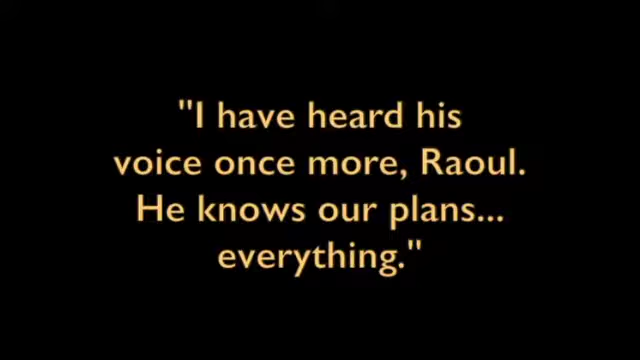 "I have heard his
voice once more, Raoul.
He knows our plans...
everything."